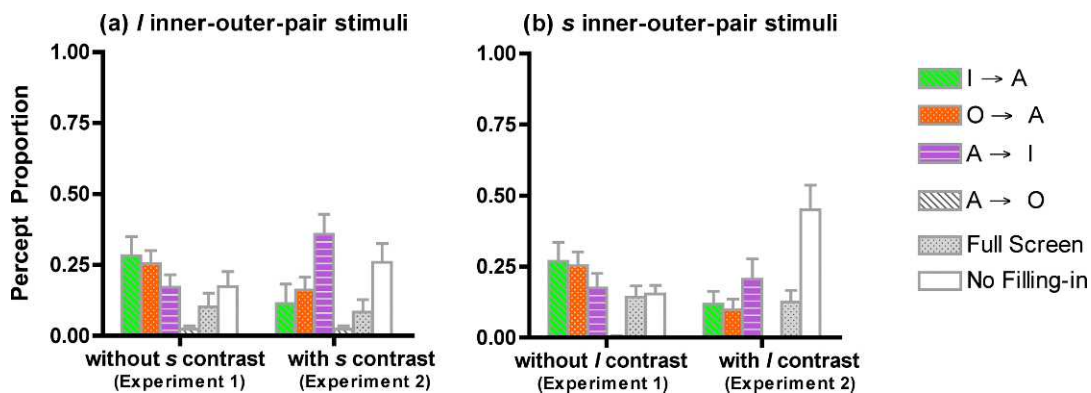 (a) l inner-outer-pair stimuli
(b) s inner-outer-pair stimuli
Percept Proportion
1.00
0.75
0.50
0.25
0.00
without s contrast
(Experiment 1)
with s contrast
(Experiment 2)
1.00
0.75
0.50
0.25
0.00
without l contrast
(Experiment 1)
with l contrast
(Experiment 2)
I → A
O → A
A → I
A → O
Full Screen
No Filling-in